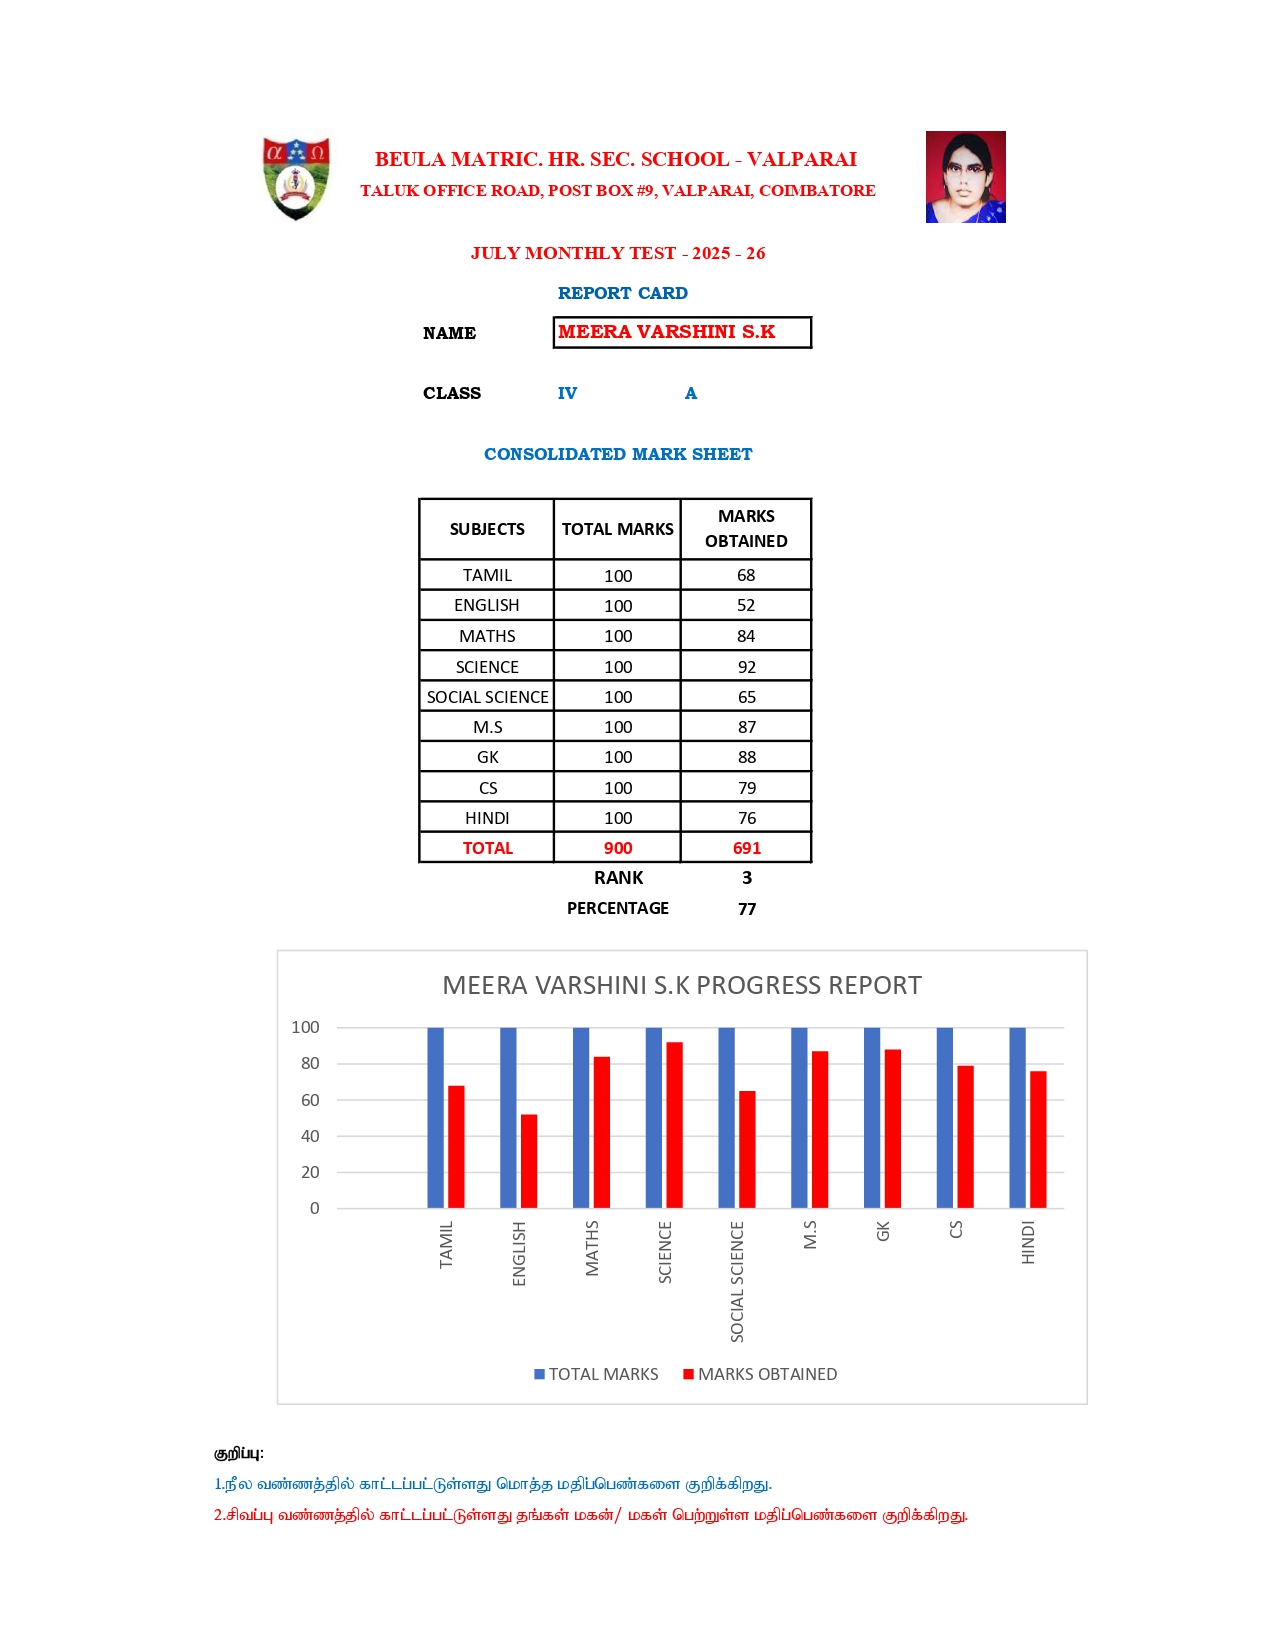 BEULA MATRIC. HR. SEC. SCHOOL - VALPARAI
TALUK OFFICE ROAD, POST BOX #9, VALPARAI, COIMBATORE
α Ω
JULY MONTHLY TEST - 2025 - 26
REPORT CARD
NAME MEERA VARSHINI S.K
CLASS IV A
CONSOLIDATED MARK SHEET
SUBJECTS TOTAL MARKS MARKS OBTAINED
TAMIL 100 68
ENGLISH 100 52
MATHS 100 84
SCIENCE 100 92
SOCIAL SCIENCE 100 65
M.S 100 87
GK 100 88
CS 100 79
HINDI 100 76
TOTAL 900 691
RANK 3
PERCENTAGE 77
MEERA VARSHINI S.K PROGRESS REPORT
100
80
60
40
20
0
TAMIL ENGLISH MATHS SCIENCE SOCIAL SCIENCE M.S GK CS HINDI
TOTAL MARKS MARKS OBTAINED
குறிப்பு:
1.நீல வண்ணத்தில் காட்டப்பட்டுள்ளது மொத்த மதிப்பெண்களை குறிக்கிறது.
2.சிவப்பு வண்ணத்தில் காட்டப்பட்டுள்ளது தங்கள் மகன்/ மகள் பெற்றுள்ள மதிப்பெண்களை குறிக்கிறது.